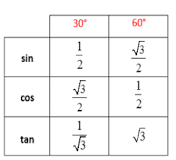 30° 60°
sin 1/2 √3/2
cos √3/2 1/2
tan 1/√3 √3